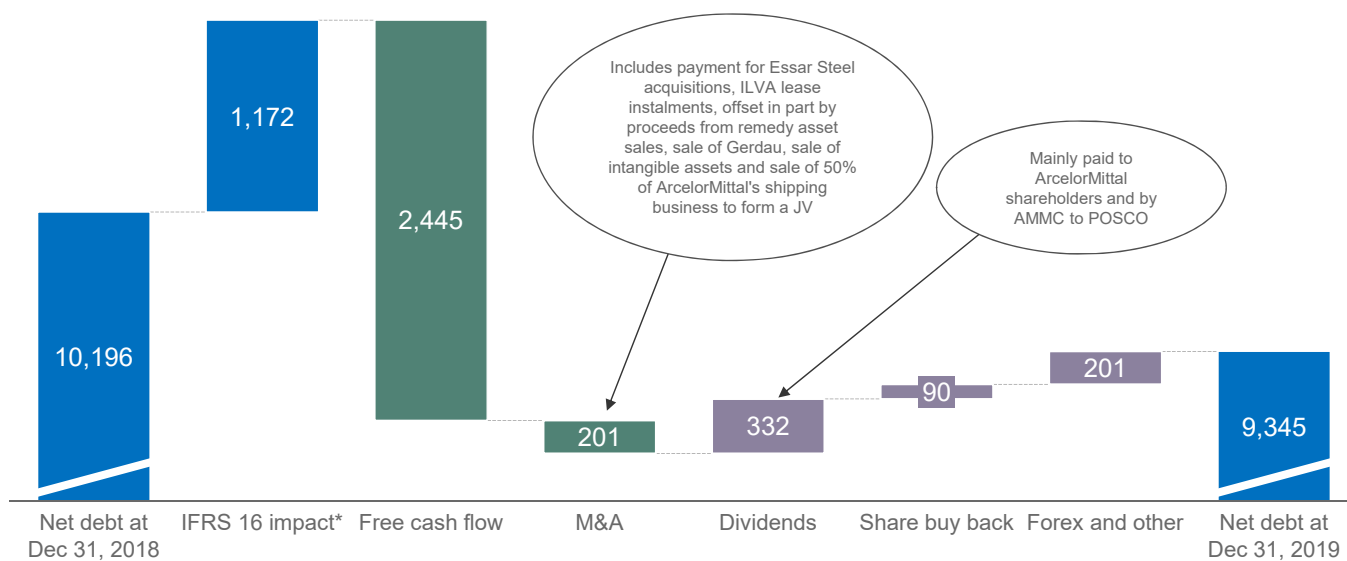 Includes payment for Essar Steel
acquisitions, ILVA lease
instalments, offset in part by
proceeds from remedy asset
sales, sale of Gerdau, sale of
intangible assets and sale of 50%
of ArcelorMittal's shipping
business to form a JV
Mainly paid to
ArcelorMittal
shareholders and by
AMMC to POSCO
10,196
1,172
2,445
201
332
90
201
9,345
Net debt at
Dec 31, 2018
IFRS 16 impact*
Free cash flow
M&A
Dividends
Share buy back
Forex and other
Net debt at
Dec 31, 2019